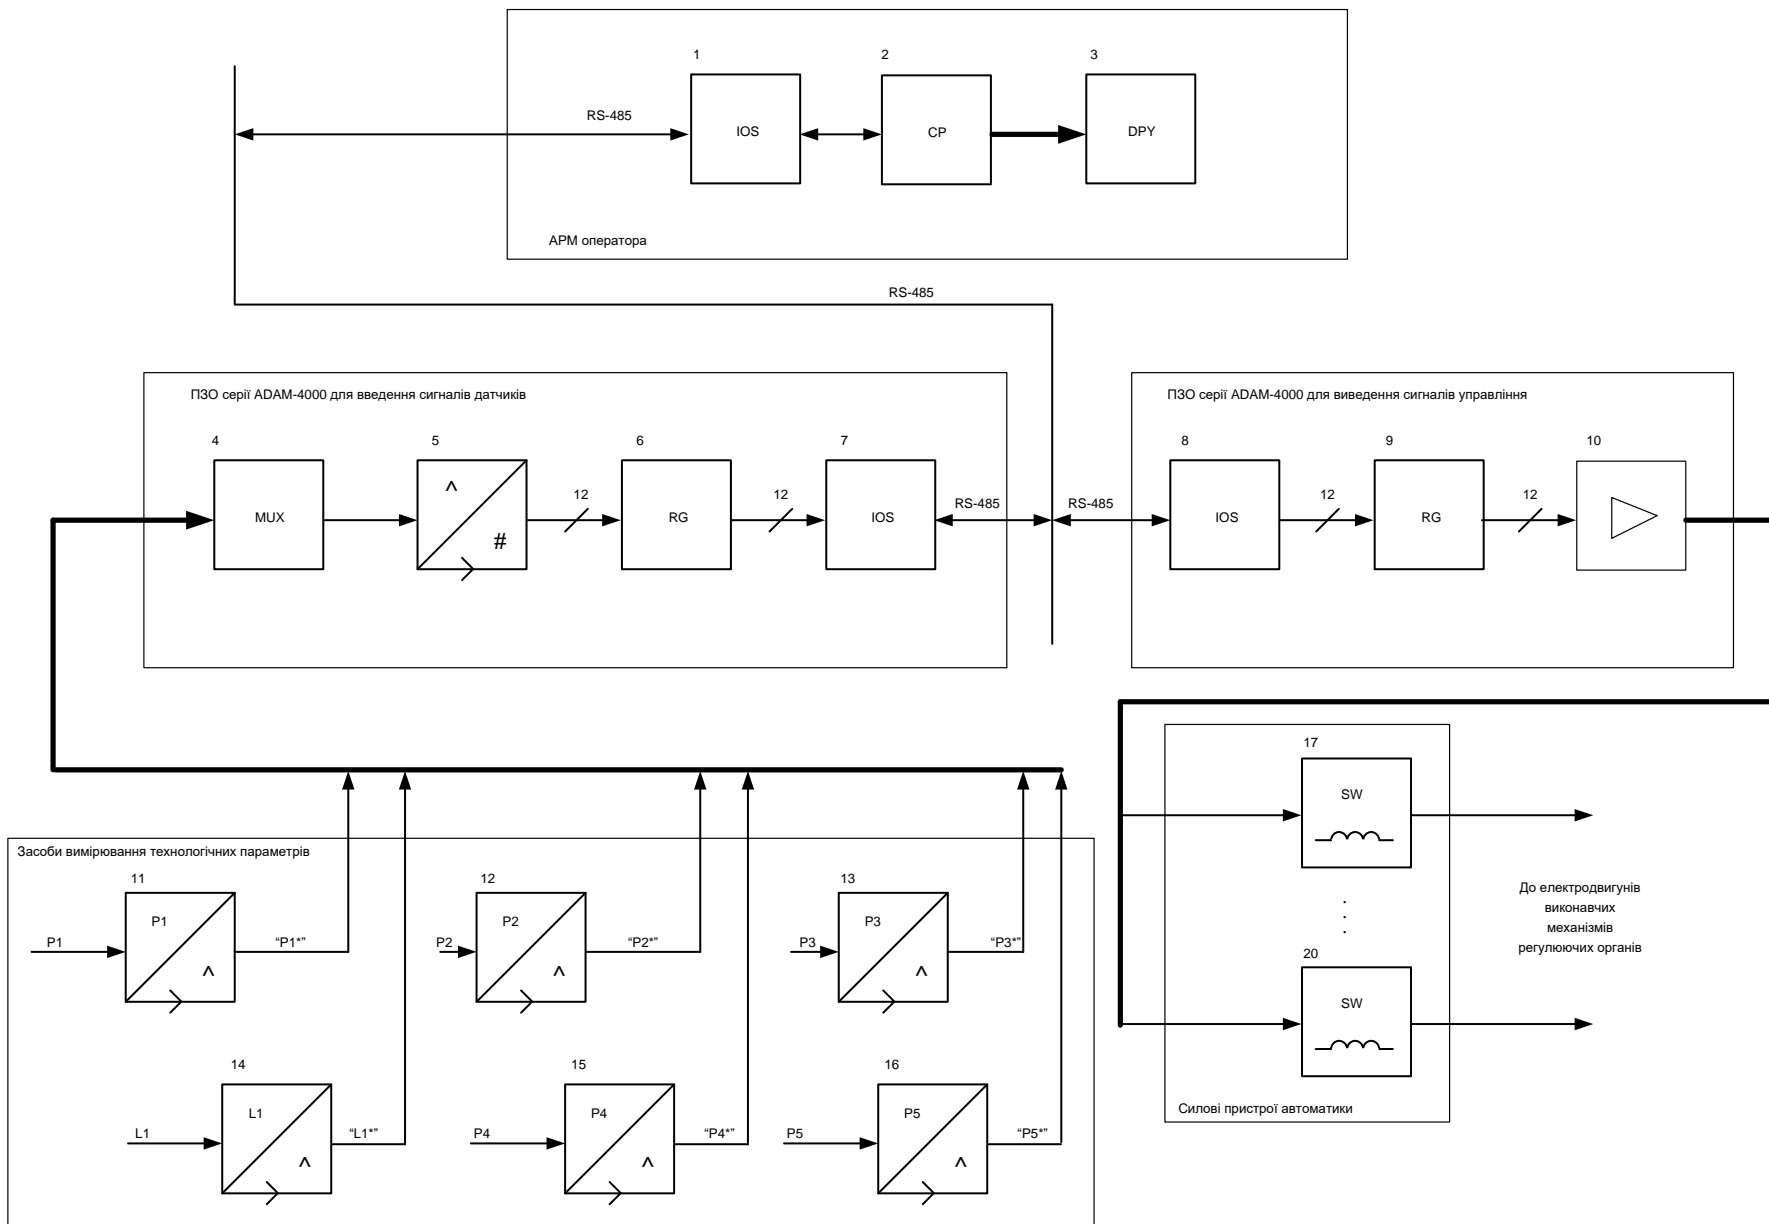 1
2
3
RS-485
IOS
CP
DPY
АРМ оператора
RS-485
ПЗО серії ADAM-4000 для введення сигналів датчиків
4
5
6
7
MUX
^
#
12
RG
12
IOS
RS-485
RS-485
ПЗО серії ADAM-4000 для виведення сигналів управління
8
9
10
IOS
12
RG
12
Засоби вимірювання технологічних параметрів
11
12
13
P1
P1
^
“P1*”
P2
P2
^
“P2*”
P3
P3
^
“P3*”
14
15
16
L1
L1
^
“L1*”
P4
P4
^
“P4*”
P5
P5
^
“P5*”
17
SW
. . .
20
SW
Силові пристрої автоматики
До електродвигунів
виконавчих
механізмів
регулюючих органів